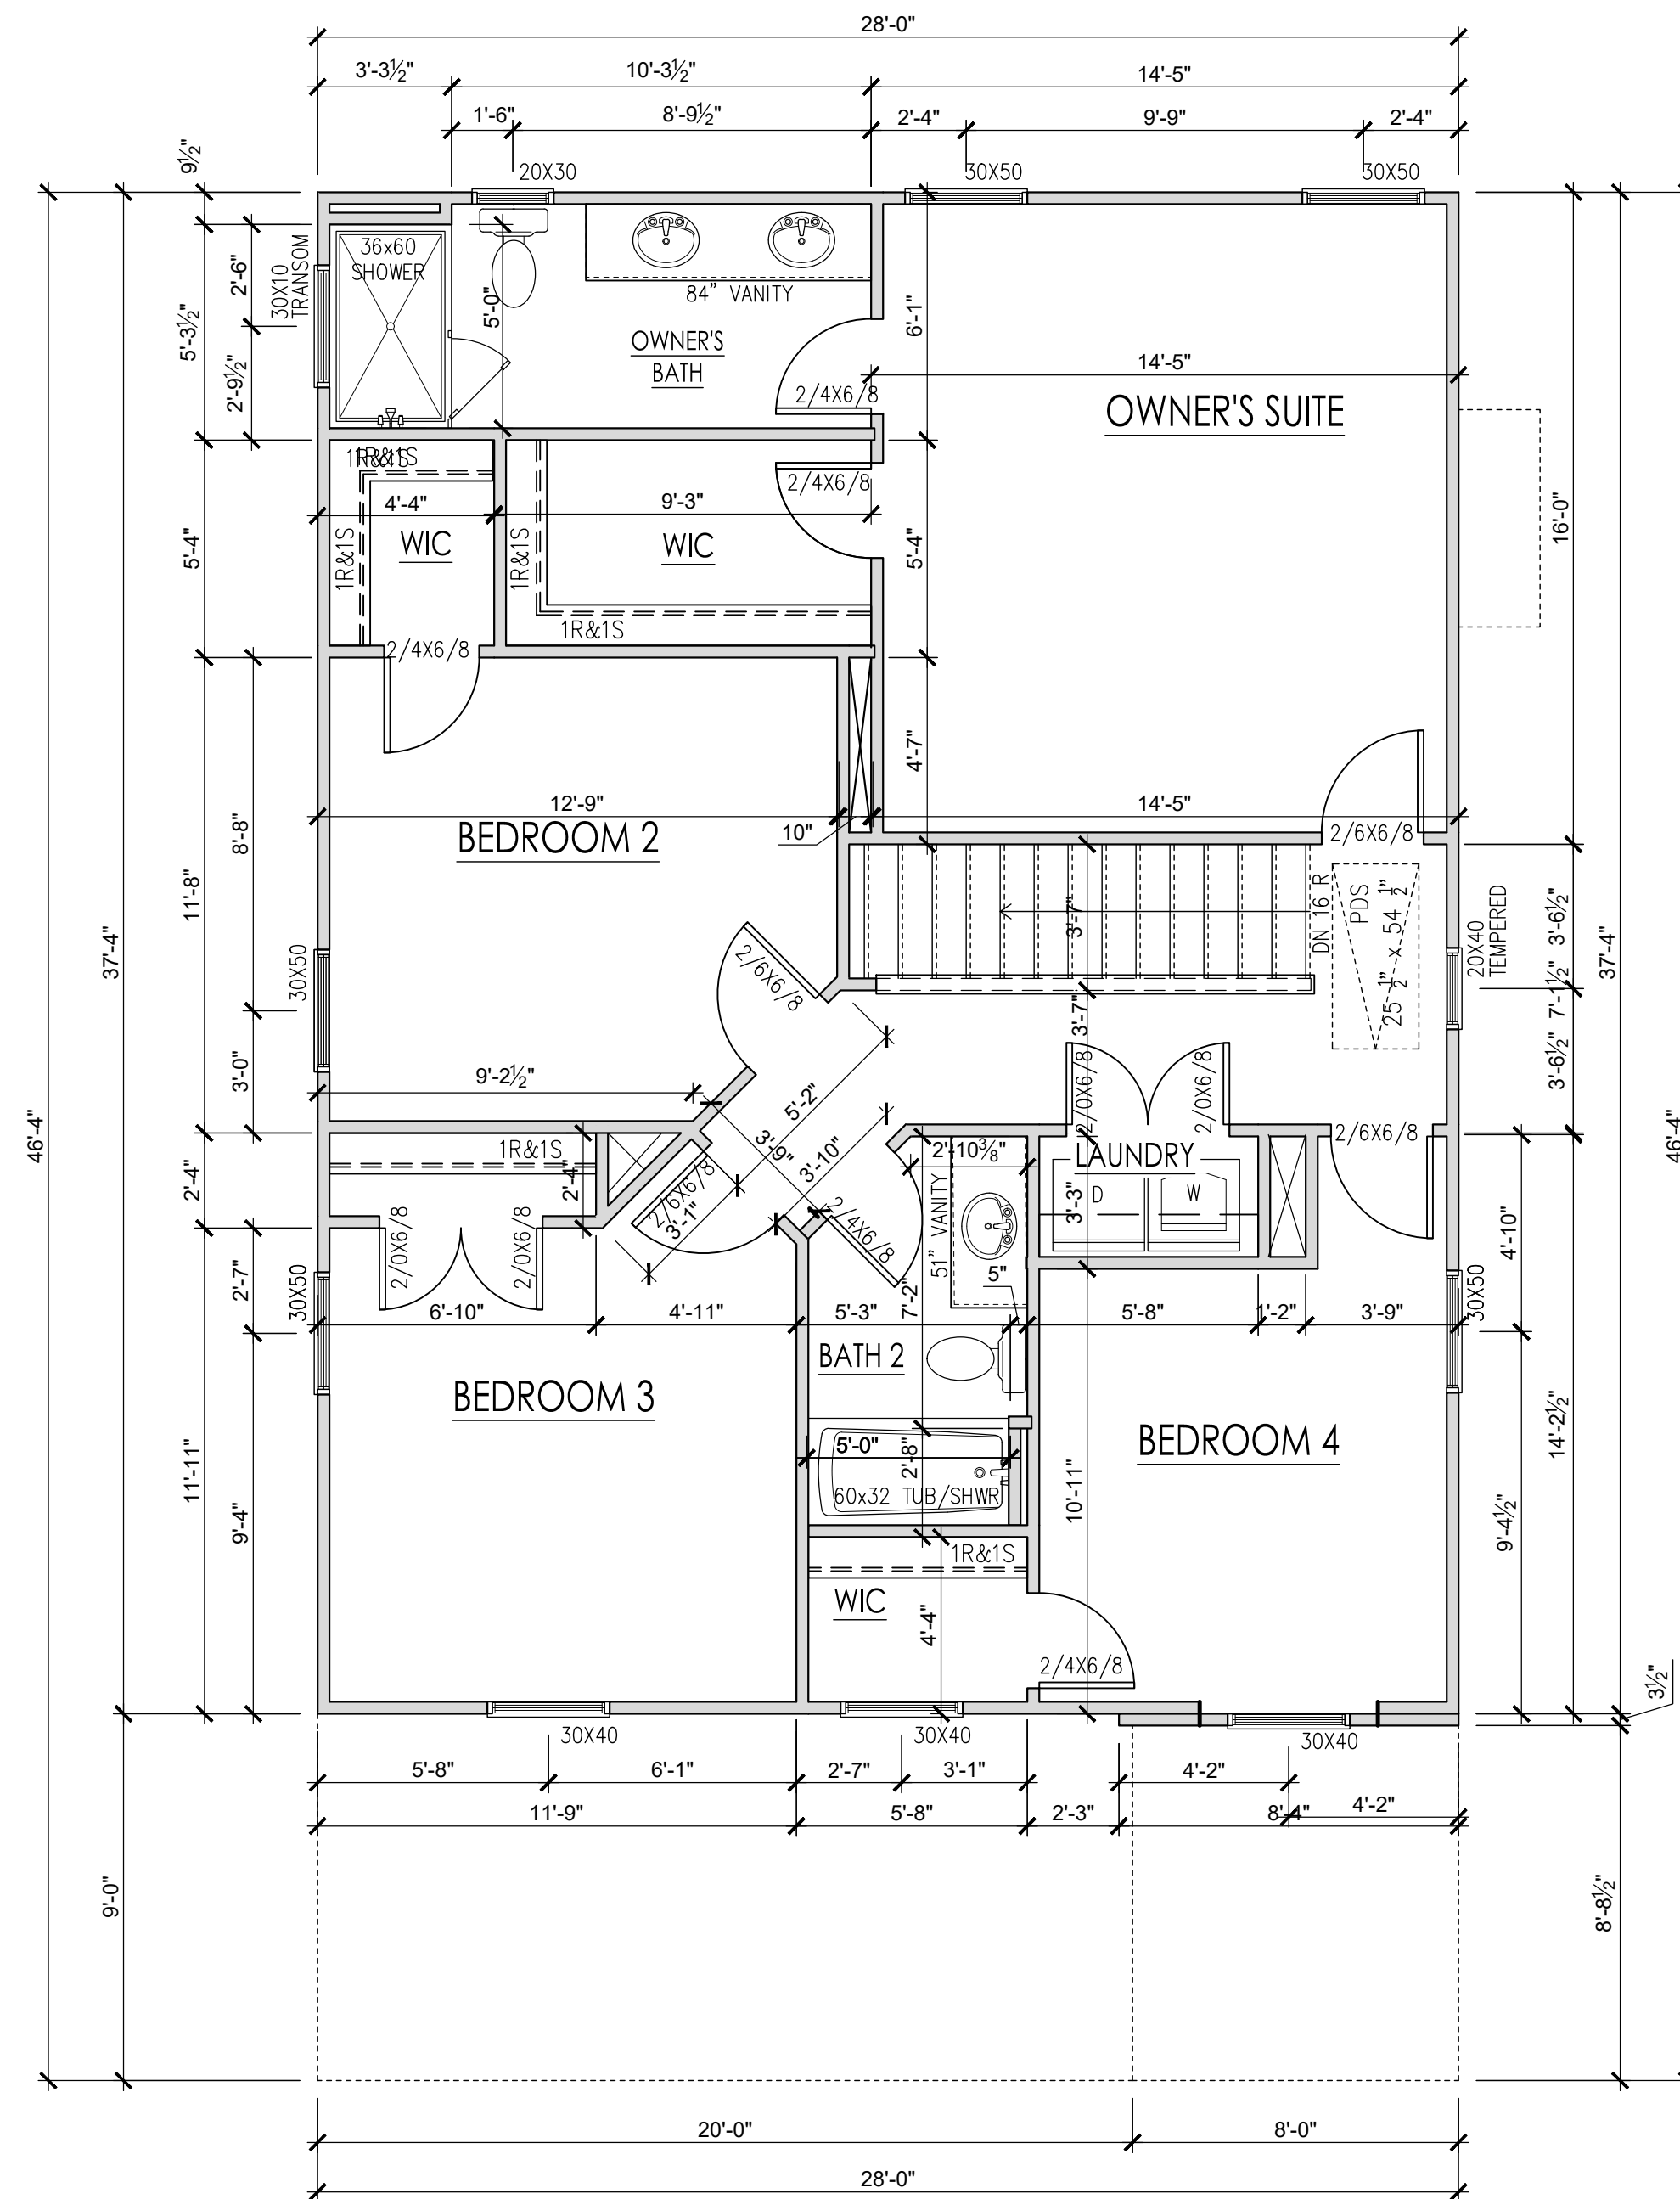 28'-0"
3'-3½" 10'-3½" 14'-5"
1'-6" 8'-9½" 2'-4" 9'-9" 2'-4"
9½"
20X30 30X50 30X50
36x60
SHOWER
30X10
TRANSOM
2'-6"
5'-3½"
2'-9½"
5'-0"
84” VANITY
OWNER'S
BATH
6'-1"
14'-5"
2/4X6/8
OWNER'S SUITE
1R&1S
1R&1S
2/4X6/8
4'-4" 9'-3"
WIC WIC
1R&1S
1R&1S
5'-4"
5'-4"
16'-0"
1R&1S
2/4X6/8
4'-7"
12'-9" 14'-5"
10"
BEDROOM 2
8'-8"
11'-8"
37'-4"
2/6X6/8
DN 16 R
PDS
25 ½” x 54 ½”
3'-7"
20X40
TEMPERED
3'-6½"
7'-1½"
3'-6½"
37'-4"
30X50
2/6X6/8
3'-7"
3'-0"
9'-2½"
5'-2"
3'-9"
3'-10"
2/0X6/8
2/0X6/8
46'-4"
46'-4"
2/6X6/8
1R&1S
2'-4"
2'-4"
2/6X6/8
3'-1"
2'-10⅜"
LAUNDRY
D W
3'-3"
51” VANITY
2/4X6/8
4'-10"
2/0X6/8
2/0X6/8
2'-7"
30X50
7'-2"
5"
30X50
6'-10" 4'-11" 5'-3" 5'-8" 1'-2" 3'-9"
BATH 2
BEDROOM 3
BEDROOM 4
14'-2½"
11'-11"
5'-0"
2'-8"
60x32 TUB/SHWR
10'-11"
9'-4"
9'-4½"
1R&1S
WIC
4'-4"
2/4X6/8
3½"
30X40 30X40 30X40
5'-8" 6'-1" 2'-7" 3'-1" 4'-2"
4'-2"
11'-9" 5'-8" 2'-3" 8'-4"
9'-0"
8'-8½"
20'-0" 8'-0"
28'-0"